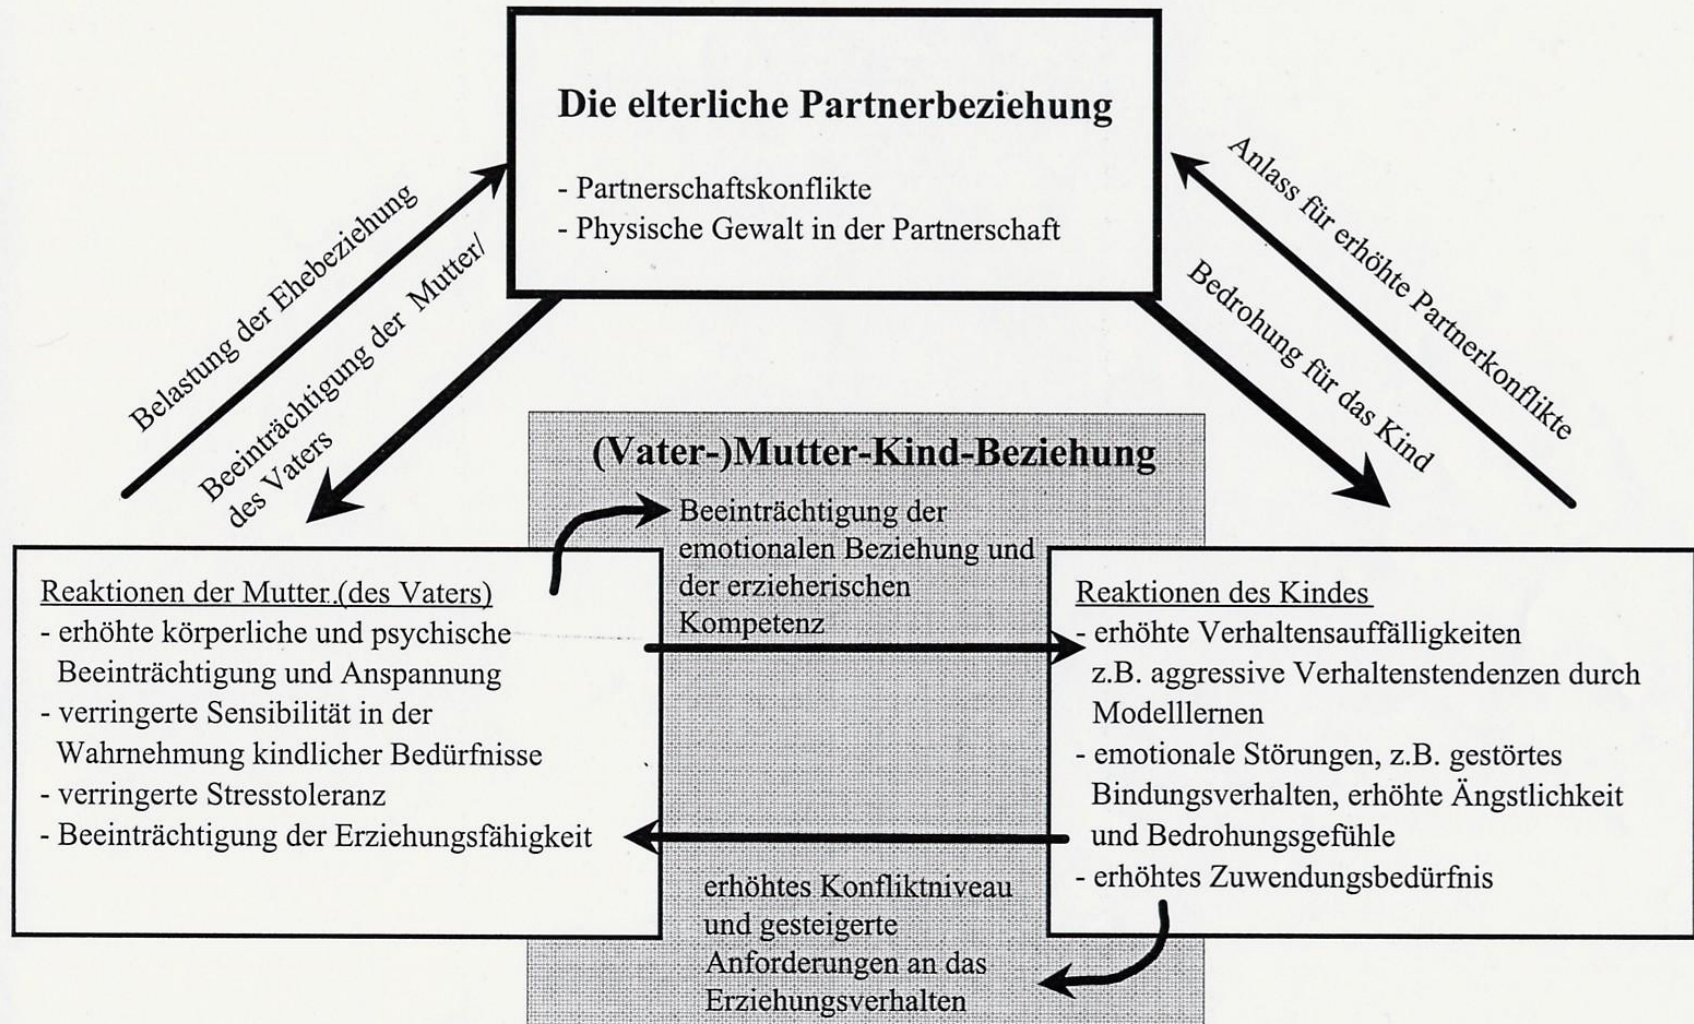 Die elterliche Partnerbeziehung
- Partnerschaftskonflikte
- Physische Gewalt in der Partnerschaft
Belastung der Ehebeziehung
Beeinträchtigung der Mutter/
des Vaters
Anlass für erhöhte Partnerkonflikte
Bedrohung für das Kind
(Vater-)Mutter-Kind-Beziehung
Beeinträchtigung der
emotionalen Beziehung und
der erzieherischen
Kompetenz
Reaktionen der Mutter.(des Vaters)
- erhöhte körperliche und psychische
Beeinträchtigung und Anspannung
- verringerte Sensibilität in der
Wahrnehmung kindlicher Bedürfnisse
- verringerte Stresstoleranz
- Beeinträchtigung der Erziehungsfähigkeit
Reaktionen des Kindes
- erhöhte Verhaltensauffälligkeiten
z.B. aggressive Verhaltenstendenzen durch
Modelllernen
- emotionale Störungen, z.B. gestörtes
Bindungsverhalten, erhöhte Ängstlichkeit
und Bedrohungsgefühle
- erhöhtes Zuwendungsbedürfnis
erhöhtes Konfliktniveau
und gesteigerte
Anforderungen an das
Erziehungsverhalten